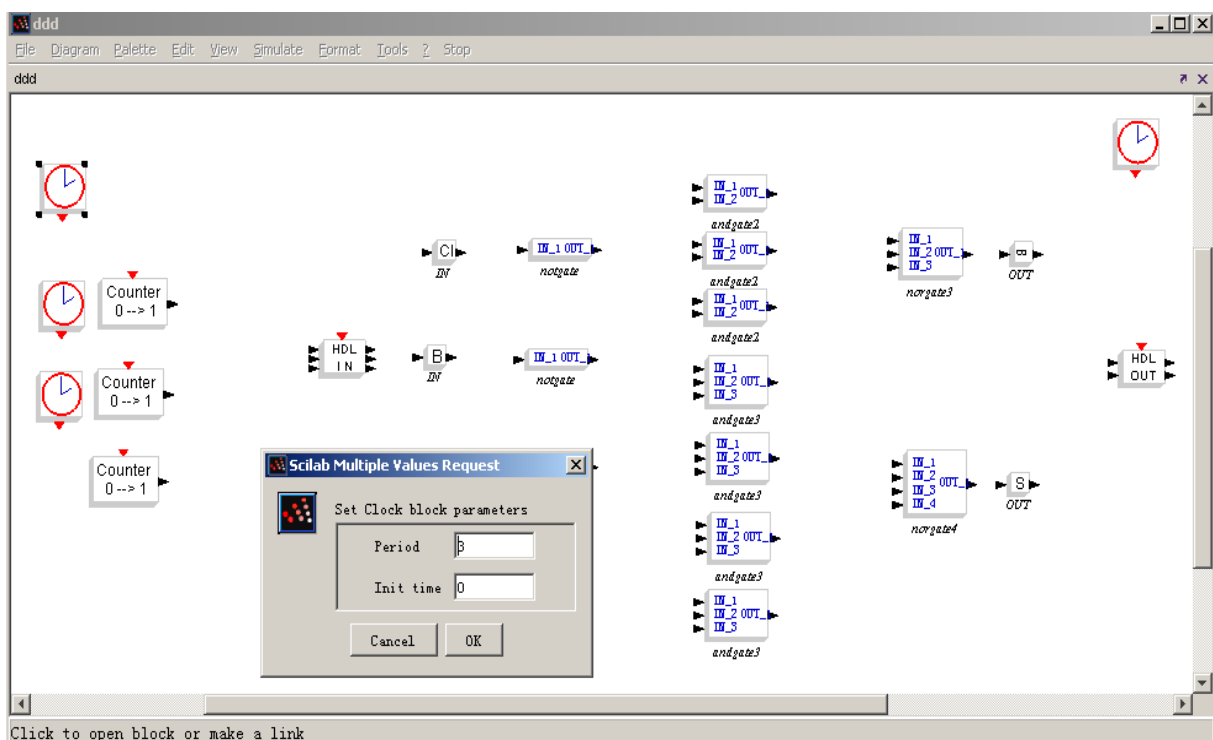 ddd
File Diagram Palette Edit View Simulate Format Tools ? Stop
ddd
Counter
0 --> 1
Counter
0 --> 1
Counter
0 --> 1
HDL
IN
CI
IN
B
IN
IN_1 OUT_
notgate
IN_1 OUT_
notgate
IN_1 OUT_
IN_2
andgate2
IN_1 OUT_
IN_2
andgate2
IN_1 OUT_
IN_2
andgate2
IN_1
IN_2 OUT_
IN_3
andgate3
IN_1
IN_2 OUT_
IN_3
andgate3
IN_1
IN_2 OUT_
IN_3
andgate3
IN_1
IN_2 OUT_
IN_3
andgate3
IN_1
IN_2 OUT_
IN_3
norgate3
OUT
HDL
OUT
IN_1
IN_2
OUT_
IN_3
IN_4
norgate4
S
OUT
Scilab Multiple Values Request
Set Clock block parameters
Period 3
Init time 0
Cancel OK
Click to open block or make a link